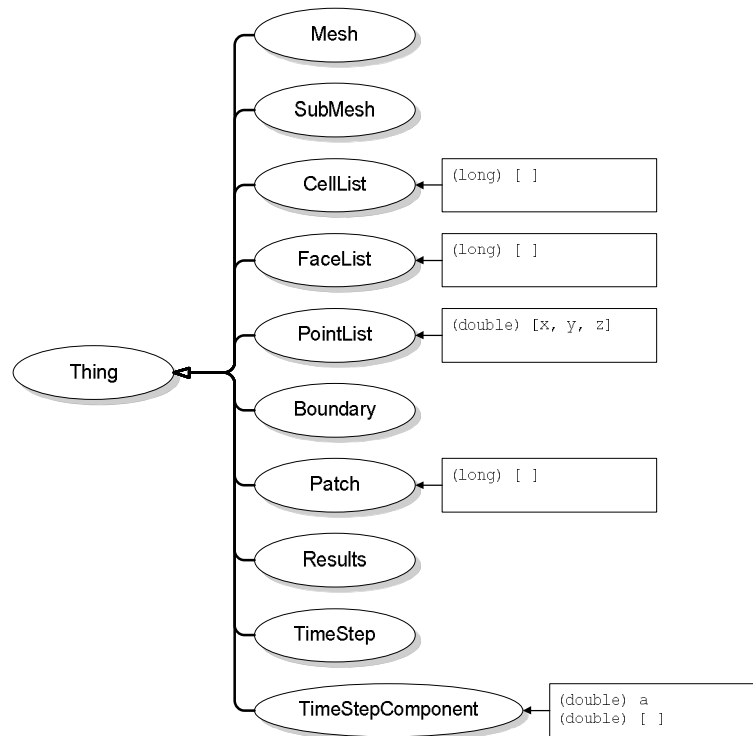 Mesh
SubMesh
CellList
(long) [ ]
FaceList
(long) [ ]
PointList
(double) [x, y, z]
Thing
Boundary
Patch
(long) [ ]
Results
TimeStep
TimeStepComponent
(double) a
(double) [ ]